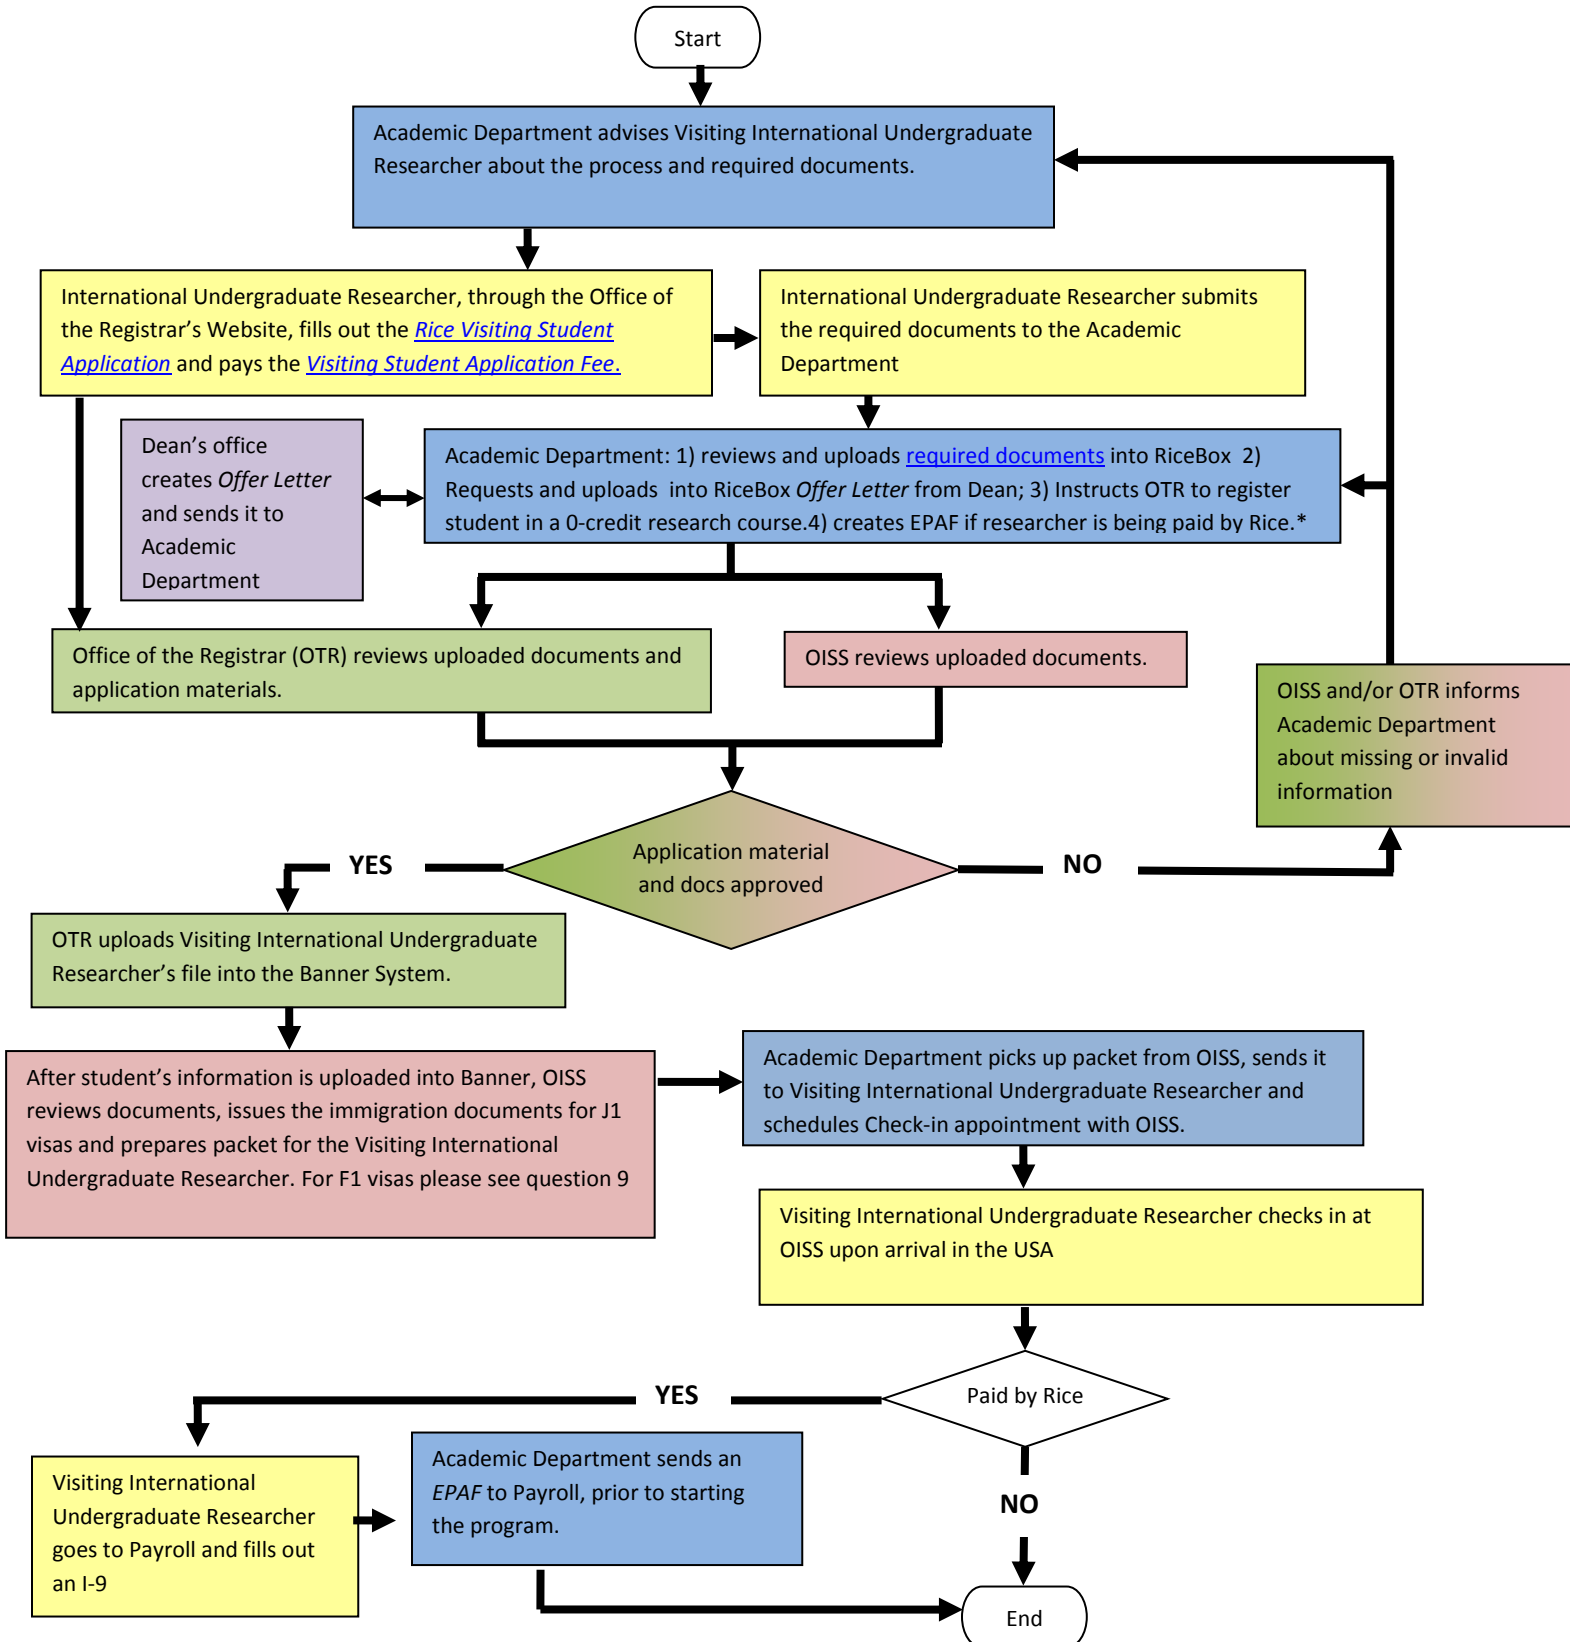 Start
Academic Department advises Visiting International Undergraduate
Researcher about the process and required documents.
International Undergraduate Researcher, through the Office of
the Registrar’s Website, fills out the Rice Visiting Student
Application and pays the Visiting Student Application Fee.
International Undergraduate Researcher submits
the required documents to the Academic
Department
Dean’s office
creates Offer Letter
and sends it to
Academic
Department
Academic Department: 1) reviews and uploads required documents into RiceBox 2)
Requests and uploads into RiceBox Offer Letter from Dean; 3) Instructs OTR to register
student in a 0-credit research course.4) creates EPAF if researcher is being paid by Rice.*
Office of the Registrar (OTR) reviews uploaded documents and
application materials.
OISS reviews uploaded documents.
OISS and/or OTR informs
Academic Department
about missing or invalid
information
Application material
and docs approved
YES
NO
OTR uploads Visiting International Undergraduate
Researcher’s file into the Banner System.
After student’s information is uploaded into Banner, OISS
reviews documents, issues the immigration documents for J1
visas and prepares packet for the Visiting International
Undergraduate Researcher. For F1 visas please see question 9
Academic Department picks up packet from OISS, sends it
to Visiting International Undergraduate Researcher and
schedules Check-in appointment with OISS.
Visiting International Undergraduate Researcher checks in at
OISS upon arrival in the USA
Paid by Rice
YES
NO
Visiting International
Undergraduate Researcher
goes to Payroll and fills out
an I-9
Academic Department sends an
EPAF to Payroll, prior to starting
the program.
End